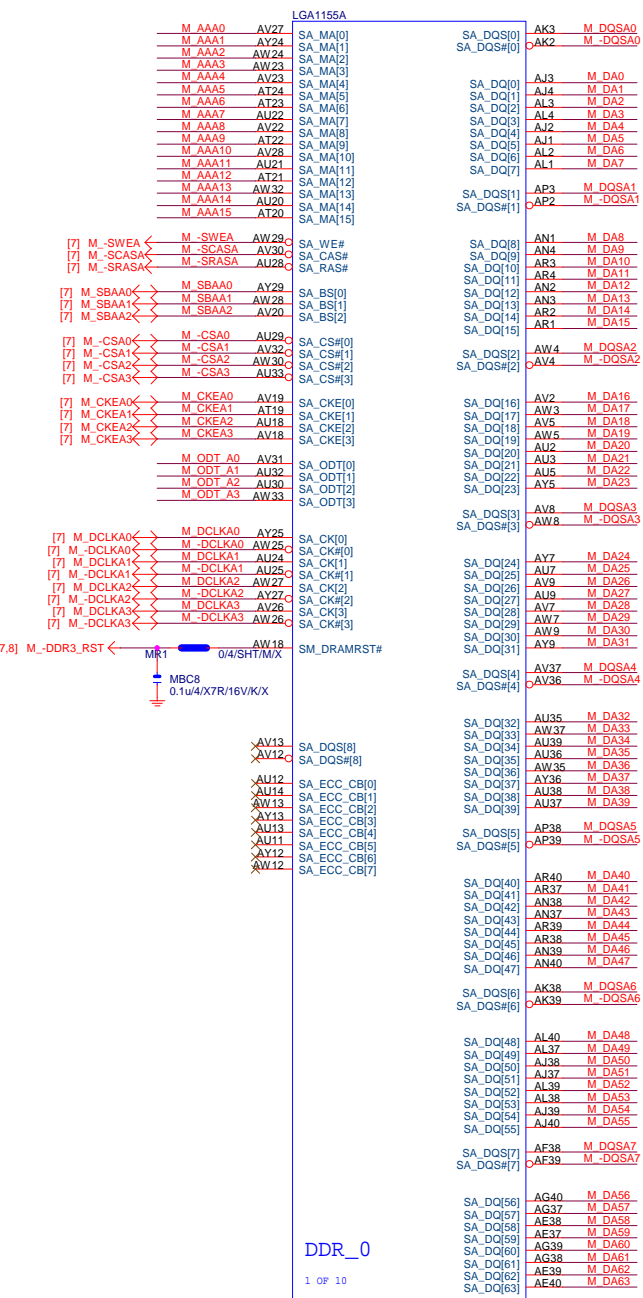 LGA1155A
M_AAA0 AV27 SA_MA[0]
M_AAA1 AY24 SA_MA[1]
M_AAA2 AW24 SA_MA[2]
M_AAA3 AW23 SA_MA[3]
M_AAA4 AV23 SA_MA[4]
M_AAA5 AT24 SA_MA[5]
M_AAA6 AT23 SA_MA[6]
M_AAA7 AU22 SA_MA[7]
M_AAA8 AV22 SA_MA[8]
M_AAA9 AT22 SA_MA[9]
M_AAA10 AV28 SA_MA[10]
M_AAA11 AU21 SA_MA[11]
M_AAA12 AT21 SA_MA[12]
M_AAA13 AW32 SA_MA[13]
M_AAA14 AU20 SA_MA[14]
M_AAA15 AT20 SA_MA[15]
[7] M_-SWEA M_-SWEA AW29 SA_WE#
[7] M_-SCASA M_-SCASA AV30 SA_CAS#
[7] M_-SRASA M_-SRASA AU28 SA_RAS#
[7] M_SBAA0 M_SBAA0 AY29 SA_BS[0]
[7] M_SBAA1 M_SBAA1 AW28 SA_BS[1]
[7] M_SBAA2 M_SBAA2 AV20 SA_BS[2]
[7] M_-CSA0 M_-CSA0 AU29 SA_CS#[0]
[7] M_-CSA1 M_-CSA1 AV32 SA_CS#[1]
[7] M_-CSA2 M_-CSA2 AW30 SA_CS#[2]
[7] M_-CSA3 M_-CSA3 AU33 SA_CS#[3]
[7] M_CKEA0 M_CKEA0 AV19 SA_CKE[0]
[7] M_CKEA1 M_CKEA1 AT19 SA_CKE[1]
[7] M_CKEA2 M_CKEA2 AU18 SA_CKE[2]
[7] M_CKEA3 M_CKEA3 AV18 SA_CKE[3]
M_ODT_A0 AV31 SA_ODT[0]
M_ODT_A1 AU32 SA_ODT[1]
M_ODT_A2 AU30 SA_ODT[2]
M_ODT_A3 AW33 SA_ODT[3]
[7] M_DCLKA0 M_DCLKA0 AY25 SA_CK[0]
[7] M_-DCLKA0 M_-DCLKA0 AW25 SA_CK#[0]
[7] M_DCLKA1 M_DCLKA1 AU24 SA_CK[1]
[7] M_-DCLKA1 M_-DCLKA1 AU25 SA_CK#[1]
[7] M_DCLKA2 M_DCLKA2 AW27 SA_CK[2]
[7] M_-DCLKA2 M_-DCLKA2 AY27 SA_CK#[2]
[7] M_DCLKA3 M_DCLKA3 AV26 SA_CK[3]
[7] M_-DCLKA3 M_-DCLKA3 AW26 SA_CK#[3]
7,8] M_-DDR3_RST MR1 0/4/SHT/M/X AW18 SM_DRAMRST#
MBC8
0.1u/4/X7R/16V/K/X
AV13 SA_DQS[8]
AV12 SA_DQS#[8]
AU12 SA_ECC_CB[0]
AU14 SA_ECC_CB[1]
AW13 SA_ECC_CB[2]
AY13 SA_ECC_CB[3]
AU13 SA_ECC_CB[4]
AU11 SA_ECC_CB[5]
AY12 SA_ECC_CB[6]
AW12 SA_ECC_CB[7]
SA_DQS[0] AK3 M_DQSA0
SA_DQS#[0] AK2 M_-DQSA0
SA_DQ[0] AJ3 M_DA0
SA_DQ[1] AJ4 M_DA1
SA_DQ[2] AL3 M_DA2
SA_DQ[3] AL4 M_DA3
SA_DQ[4] AJ2 M_DA4
SA_DQ[5] AJ1 M_DA5
SA_DQ[6] AL2 M_DA6
SA_DQ[7] AL1 M_DA7
SA_DQS[1] AP3 M_DQSA1
SA_DQS#[1] AP2 M_-DQSA1
SA_DQ[8] AN1 M_DA8
SA_DQ[9] AN4 M_DA9
SA_DQ[10] AR3 M_DA10
SA_DQ[11] AR4 M_DA11
SA_DQ[12] AN2 M_DA12
SA_DQ[13] AN3 M_DA13
SA_DQ[14] AR2 M_DA14
SA_DQ[15] AR1 M_DA15
SA_DQS[2] AW4 M_DQSA2
SA_DQS#[2] AV4 M_-DQSA2
SA_DQ[16] AV2 M_DA16
SA_DQ[17] AW3 M_DA17
SA_DQ[18] AV5 M_DA18
SA_DQ[19] AW5 M_DA19
SA_DQ[20] AU2 M_DA20
SA_DQ[21] AU3 M_DA21
SA_DQ[22] AU5 M_DA22
SA_DQ[23] AY5 M_DA23
SA_DQS[3] AV8 M_DQSA3
SA_DQS#[3] AW8 M_-DQSA3
SA_DQ[24] AY7 M_DA24
SA_DQ[25] AU7 M_DA25
SA_DQ[26] AV9 M_DA26
SA_DQ[27] AU9 M_DA27
SA_DQ[28] AV7 M_DA28
SA_DQ[29] AW7 M_DA29
SA_DQ[30] AW9 M_DA30
SA_DQ[31] AY9 M_DA31
SA_DQS[4] AV37 M_DQSA4
SA_DQS#[4] AV36 M_-DQSA4
SA_DQ[32] AU35 M_DA32
SA_DQ[33] AW37 M_DA33
SA_DQ[34] AU39 M_DA34
SA_DQ[35] AU36 M_DA35
SA_DQ[36] AW35 M_DA36
SA_DQ[37] AY36 M_DA37
SA_DQ[38] AU38 M_DA38
SA_DQ[39] AU37 M_DA39
SA_DQS[5] AP38 M_DQSA5
SA_DQS#[5] AP39 M_-DQSA5
SA_DQ[40] AR40 M_DA40
SA_DQ[41] AR37 M_DA41
SA_DQ[42] AN38 M_DA42
SA_DQ[43] AN37 M_DA43
SA_DQ[44] AR39 M_DA44
SA_DQ[45] AR38 M_DA45
SA_DQ[46] AN39 M_DA46
SA_DQ[47] AN40 M_DA47
SA_DQS[6] AK38 M_DQSA6
SA_DQS#[6] AK39 M_-DQSA6
SA_DQ[48] AL40 M_DA48
SA_DQ[49] AL37 M_DA49
SA_DQ[50] AJ38 M_DA50
SA_DQ[51] AJ37 M_DA51
SA_DQ[52] AL39 M_DA52
SA_DQ[53] AL38 M_DA53
SA_DQ[54] AJ39 M_DA54
SA_DQ[55] AJ40 M_DA55
SA_DQS[7] AF38 M_DQSA7
SA_DQS#[7] AF39 M_-DQSA7
SA_DQ[56] AG40 M_DA56
SA_DQ[57] AG37 M_DA57
SA_DQ[58] AE38 M_DA58
SA_DQ[59] AE37 M_DA59
SA_DQ[60] AG39 M_DA60
SA_DQ[61] AG38 M_DA61
SA_DQ[62] AE39 M_DA62
SA_DQ[63] AE40 M_DA63
DDR_0
1 OF 10